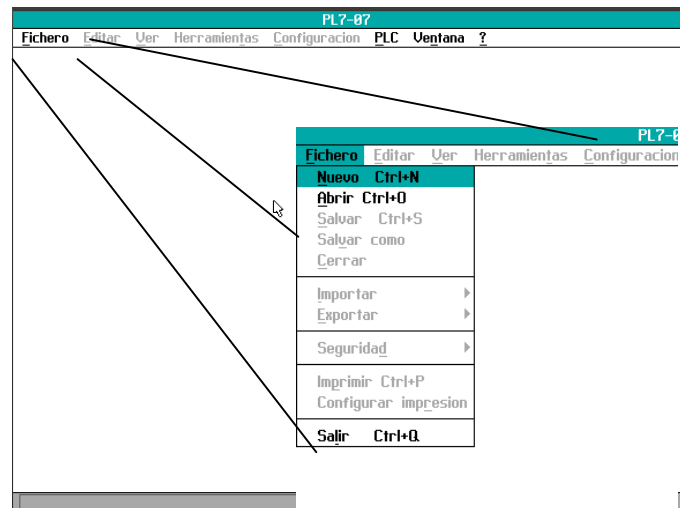 PL7-07
Fichero Editar Ver Herramientas Configuracion PLC Ventana ?
PL7-0
Fichero Editar Ver Herramientas Configuracion
Nuevo Ctrl+N
Abrir Ctrl+O
Salvar Ctrl+S
Salvar como
Cerrar
Importar
Exportar
Seguridad
Imprimir Ctrl+P
Configurar impresion
Salir Ctrl+Q